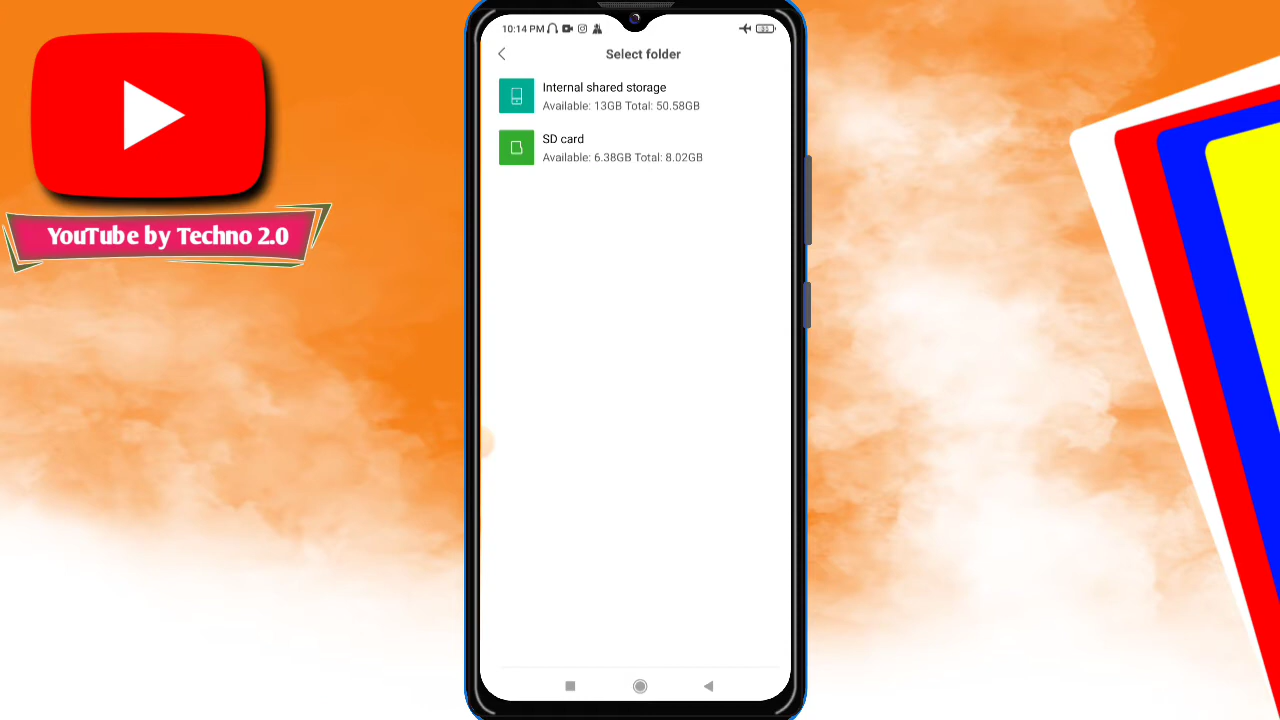 10:14 PM
Select folder
Internal shared storage
Available: 13GB Total: 50.58GB
SD card
Available: 6.38GB Total: 8.02GB
YouTube by Techno 2.0